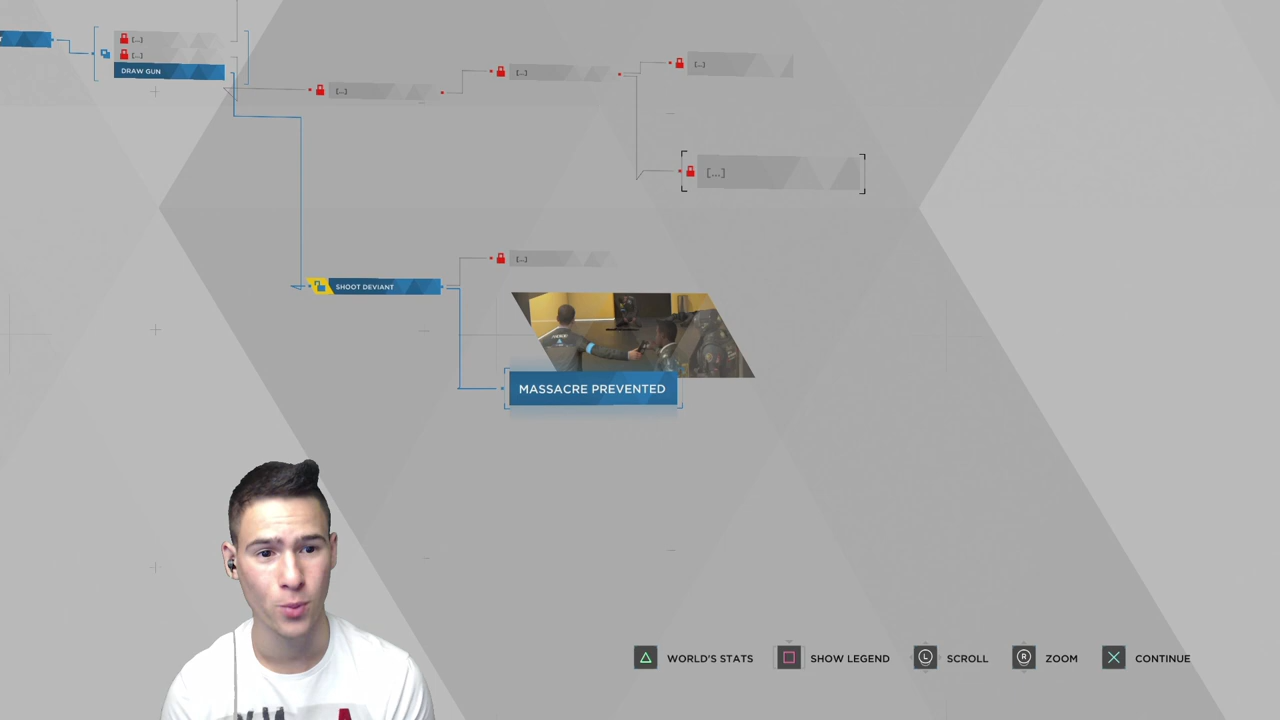 T
[...]
[...]
DRAW GUN
[...]
[...]
[...]
[...]
[...]
SHOOT DEVIANT
MASSACRE PREVENTED
WORLD'S STATS
SHOW LEGEND
L
SCROLL
R
ZOOM
CONTINUE